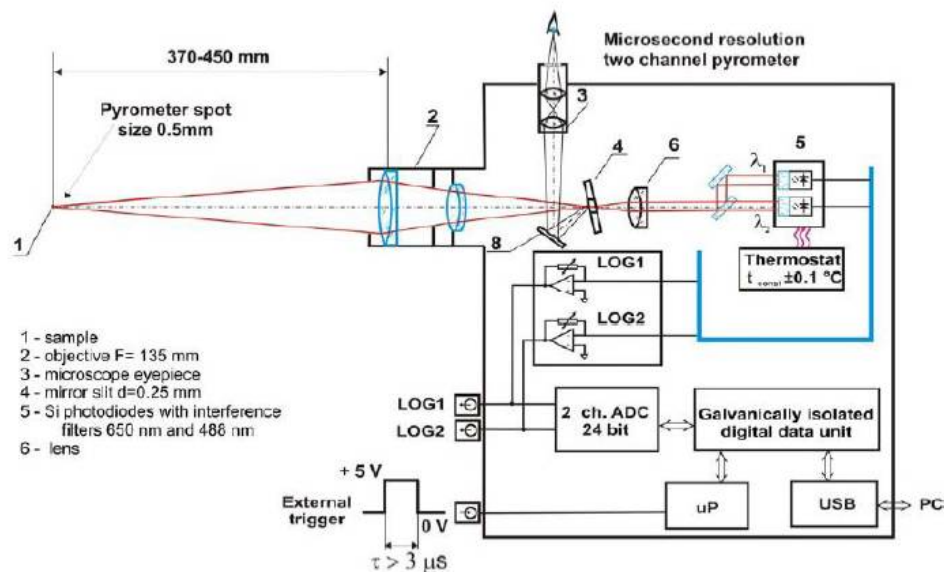 Microsecond resolution
two channel pyrometer
370-450 mm
Pyrometer spot
size 0.5mm
2
3
4
6
5
λ1
λ2
1
8
Thermostat
t const ±0.1 °C
LOG1
LOG2
1 - sample
2 - objective F= 135 mm
3 - microscope eyepiece
4 - mirror slit d=0.25 mm
5 - Si photodiodes with interference
filters 650 nm and 488 nm
6 - lens
LOG1
LOG2
2 ch. ADC
24 bit
Galvanically isolated
digital data unit
+ 5 V
External
trigger
0 V
τ > 3 μs
uP
USB
PC